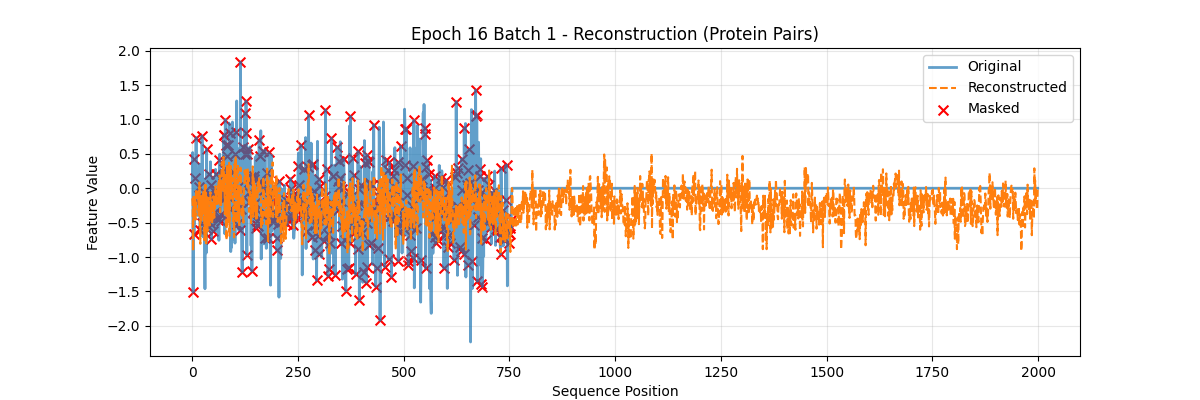 Epoch 16 Batch 1 - Reconstruction (Protein Pairs)
Original
Reconstructed
Masked
2.0
1.5
1.0
0.5
0.0
−0.5
−1.0
−1.5
−2.0
Feature Value
0 250 500 750 1000 1250 1500 1750 2000
Sequence Position